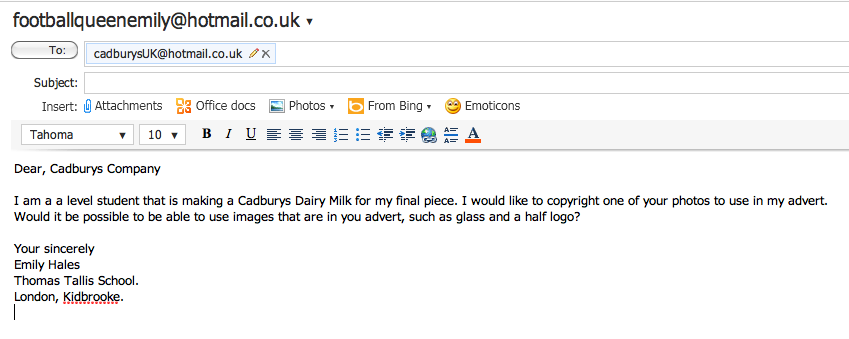 footballqueenemily@hotmail.co.uk
To: cadburysUK@hotmail.co.uk
Subject:
Insert: Attachments Office docs Photos From Bing Emoticons
Tahoma 10 B I U A
Dear, Cadburys Company
I am a a level student that is making a Cadburys Dairy Milk for my final piece. I would like to copyright one of your photos to use in my advert.
Would it be possible to be able to use images that are in you advert, such as glass and a half logo?
Your sincerely
Emily Hales
Thomas Tallis School.
London, Kidbrooke.